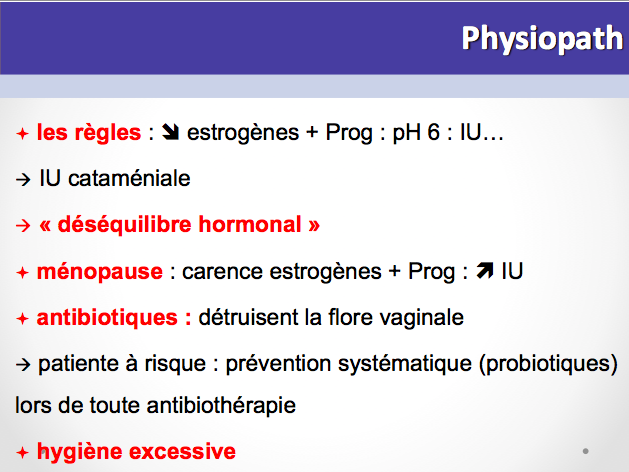 Physiopath
+ les règles : ↘ estrogènes + Prog : pH 6 : IU...
→ IU cataméniale
→ « déséquilibre hormonal »
+ ménopause : carence estrogènes + Prog : ↗ IU
+ antibiotiques : détruisent la flore vaginale
→ patiente à risque : prévention systématique (probiotiques)
lors de toute antibiothérapie
+ hygiène excessive